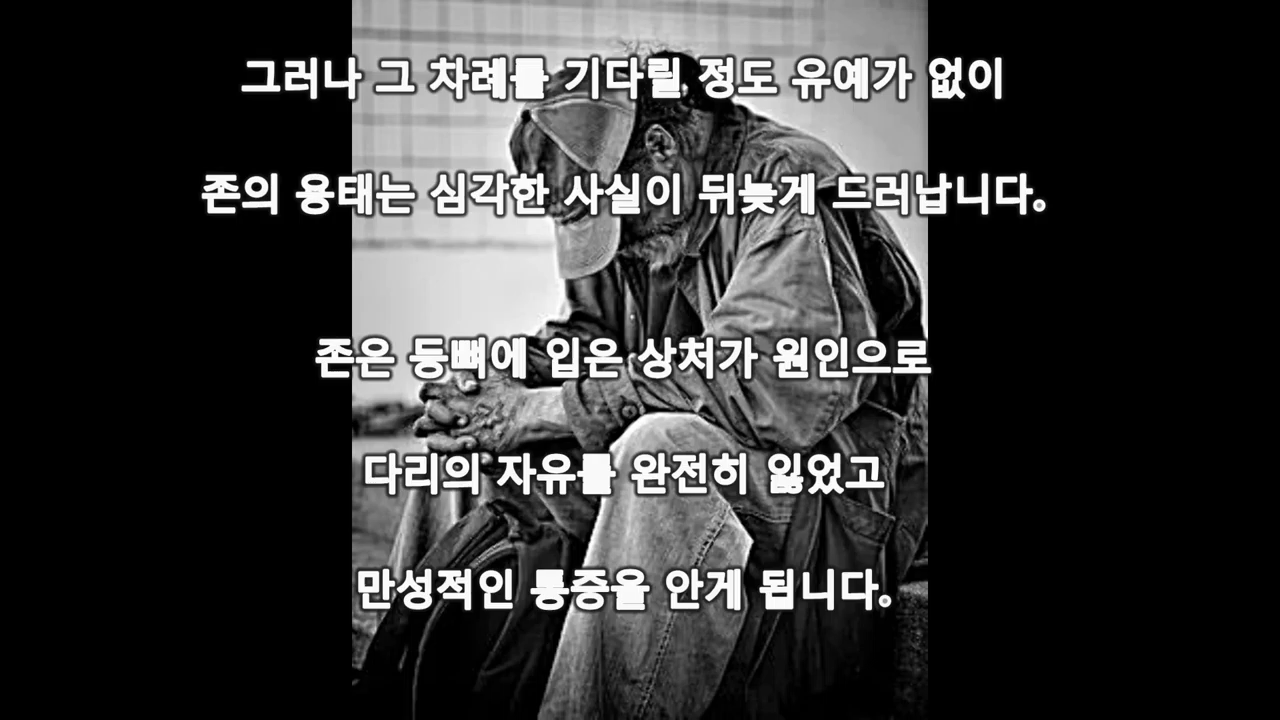 그러나 그 차례를 기다릴 정도 유예가 없이
존의 용태는 심각한 사실이 뒤늦게 드러납니다.
존은 등뼈에 입은 상처가 원인으로
다리의 자유를 완전히 잃었고
만성적인 통증을 안게 됩니다.